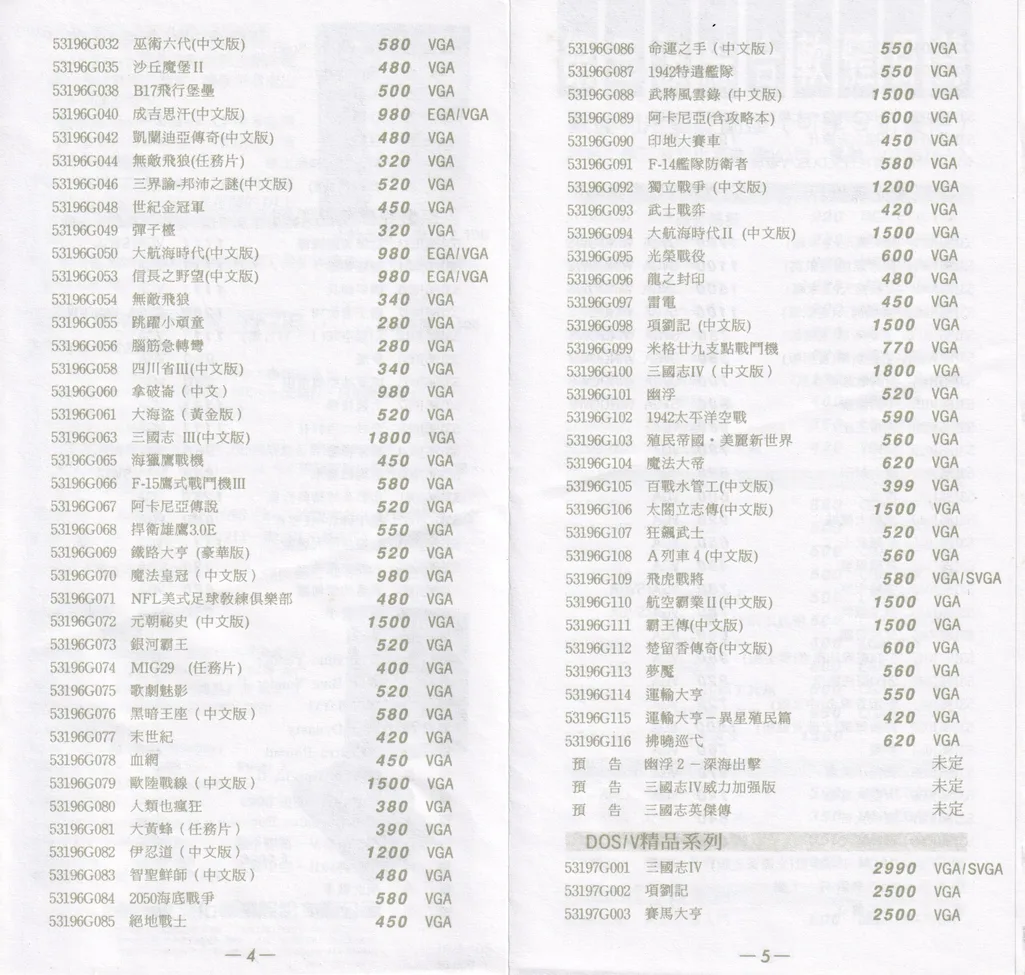 53196G032 巫術六代(中文版) 580 VGA
53196G035 沙丘魔堡II 480 VGA
53196G038 B17飛行堡壘 500 VGA
53196G040 成吉思汗(中文版) 980 EGA/VGA
53196G042 凱蘭迪亞傳奇(中文版) 480 VGA
53196G044 無敵飛狼(任務片) 320 VGA
53196G046 三界諭-邦沛之謎(中文版) 520 VGA
53196G048 世紀金冠軍 450 VGA
53196G049 彈子檯 320 VGA
53196G050 大航海時代(中文版) 980 EGA/VGA
53196G053 信長之野望(中文版) 980 EGA/VGA
53196G054 無敵飛狼 340 VGA
53196G055 跳躍小頑童 280 VGA
53196G056 腦筋急轉彎 280 VGA
53196G058 四川省III(中文版) 340 VGA
53196G060 拿破崙(中文) 980 VGA
53196G061 大海盜(黃金版) 520 VGA
53196G063 三國志 III(中文版) 1800 VGA
53196G065 海獵鷹戰機 450 VGA
53196G066 F-15鷹式戰鬥機III 580 VGA
53196G067 阿卡尼亞傳說 520 VGA
53196G068 捍衛雄鷹3.0 550 VGA
53196G069 鐵路大亨(豪華版) 520 VGA
53196G070 魔法皇冠(中文版) 980 VGA
53196G071 NFL美式足球教練俱樂部 480 VGA
53196G072 元朝祕史(中文版) 1500 VGA
53196G073 銀河霸王 520 VGA
53196G074 MIG29 (任務片) 400 VGA
53196G075 歌劇魅影 520 VGA
53196G076 黑暗王座(中文版) 580 VGA
53196G077 末世紀 420 VGA
53196G078 血網 450 VGA
53196G079 歐陸戰線(中文版) 1500 VGA
53196G080 人類也瘋狂 380 VGA
53196G081 大黃蜂(任務片) 390 VGA
53196G082 伊忍道(中文版) 1200 VGA
53196G083 智聖鮮師(中文版) 480 VGA
53196G084 2050海底戰爭 580 VGA
53196G085 絕地戰士 450 VGA
—4—
53196G086 命運之手(中文版) 550 VGA
53196G087 1942特遣艦隊 550 VGA
53196G088 武將風雲錄(中文版) 1500 VGA
53196G089 阿卡尼亞(含攻略本) 600 VGA
53196G090 印地大賽車 450 VGA
53196G091 F-14艦隊防衛者 580 VGA
53196G092 獨立戰爭(中文版) 1200 VGA
53196G093 武士戰弈 420 VGA
53196G094 大航海時代II (中文版) 1500 VGA
53196G095 光榮戰役 600 VGA
53196G096 龍之封印 480 VGA
53196G097 雷電 450 VGA
53196G098 項劉記 (中文版) 1500 VGA
53196G099 米格廿九支點戰鬥機 770 VGA
53196G100 三國志IV(中文版) 1800 VGA
53196G101 幽浮 520 VGA
53196G102 1942太平洋空戰 590 VGA
53196G103 殖民帝國・美麗新世界 560 VGA
53196G104 魔法大帝 620 VGA
53196G105 百戰水管工(中文版) 399 VGA
53196G106 太閤立志傳(中文版) 1500 VGA
53196G107 狂飆武士 520 VGA
53196G108 A列車4(中文版) 560 VGA
53196G109 飛虎戰將 580 VGA/SVGA
53196G110 航空霸業II(中文版) 1500 VGA
53196G111 霸王傳(中文版) 1500 VGA
53196G112 楚留香傳奇(中文版) 600 VGA
53196G113 夢魘 560 VGA
53196G114 運輸大亨 550 VGA
53196G115 運輸大亨－異星殖民篇 420 VGA
53196G116 拂曉巡弋 620 VGA
預 告 幽浮2－深海出擊 未定
預 告 三國志IV威力加強版 未定
預 告 三國志英傑傳 未定
DOS/V精品系列
53197G001 三國志IV 2990 VGA/SVGA
53197G002 項劉記 2500 VGA
53197G003 賽馬大亨 2500 VGA
—5—